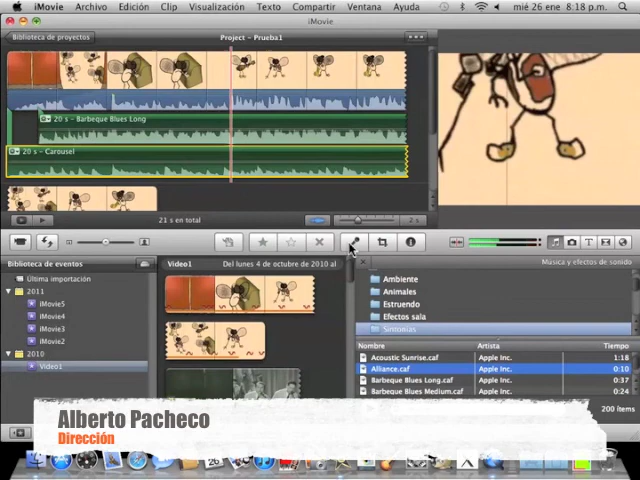 iMovie Archivo Edición Clip Visualización Texto Compartir Ventana Ayuda mié 26 ene 8:18 p.m.
iMovie
Biblioteca de proyectos Project - Prueba1
20 s - Barbeque Blues Long
20 s - Carousel
21 s en total
2 s
Biblioteca de eventos
Video1 Del lunes 4 de octubre de 2010 al
Música y efectos de sonido
Última importación
2011
iMovie5
iMovie4
iMovie3
iMovie2
2010
Video1
Ambiente
Animales
Estruendo
Efectos sala
Sintonías
Nombre Artista Tiempo
Acoustic Sunrise.caf Apple Inc. 1:18
Alliance.caf Apple Inc. 0:10
Barbeque Blues Long.caf Apple Inc. 0:37
Barbeque Blues Medium.caf Apple Inc. 0:24
200 ítems
Alberto Pacheco
Dirección
26